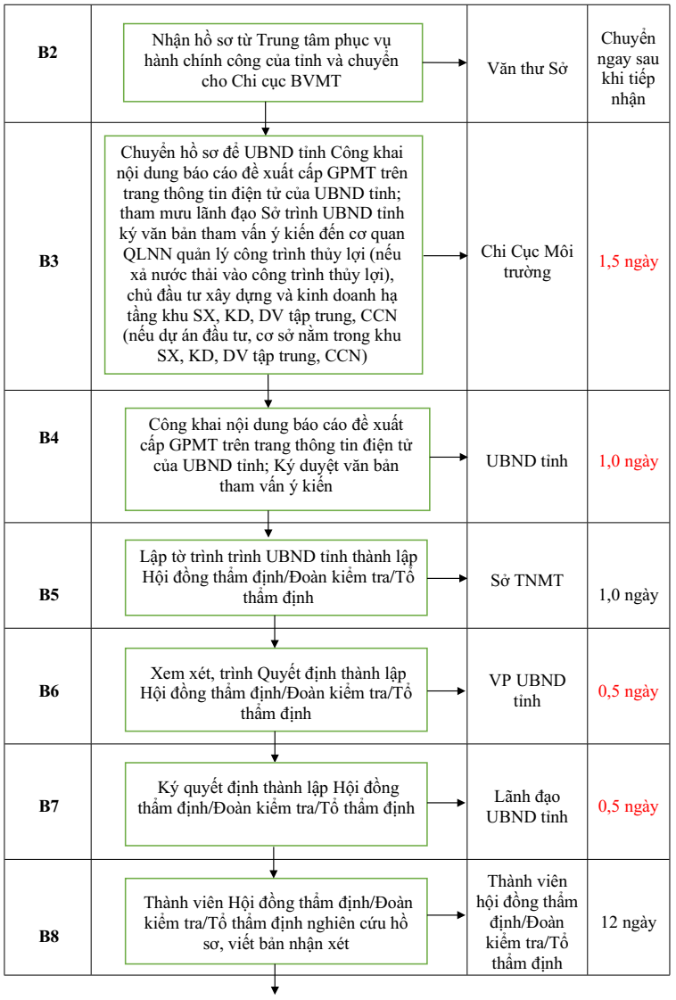 B2
Nhận hồ sơ từ Trung tâm phục vụ
hành chính công của tỉnh và chuyển
cho Chi cục BVMT
Văn thư Sở
Chuyển
ngay sau
khi tiếp
nhận
B3
Chuyển hồ sơ để UBND tỉnh Công khai
nội dung báo cáo đề xuất cấp GPMT trên
trang thông tin điện tử của UBND tỉnh;
tham mưu lãnh đạo Sở trình UBND tỉnh
ký văn bản tham vấn ý kiến đến cơ quan
QLNN quản lý công trình thủy lợi (nếu
xả nước thải vào công trình thủy lợi),
chủ đầu tư xây dựng và kinh doanh hạ
tầng khu SX, KD, DV tập trung, CCN
(nếu dự án đầu tư, cơ sở nằm trong khu
SX, KD, DV tập trung, CCN)
Chi Cục Môi
trường
1,5 ngày
B4
Công khai nội dung báo cáo đề xuất
cấp GPMT trên trang thông tin điện tử
của UBND tỉnh; Ký duyệt văn bản
tham vấn ý kiến
UBND tỉnh
1,0 ngày
B5
Lập tờ trình trình UBND tỉnh thành lập
Hội đồng thẩm định/Đoàn kiểm tra/Tổ
thẩm định
Sở TNMT
1,0 ngày
B6
Xem xét, trình Quyết định thành lập
Hội đồng thẩm định/Đoàn kiểm tra/Tổ
thẩm định
VP UBND
tỉnh
0,5 ngày
B7
Ký quyết định thành lập Hội đồng
thẩm định/Đoàn kiểm tra/Tổ thẩm định
Lãnh đạo
UBND tỉnh
0,5 ngày
B8
Thành viên Hội đồng thẩm định/Đoàn
kiểm tra/Tổ thẩm định nghiên cứu hồ
sơ, viết bản nhận xét
Thành viên
hội đồng thẩm
định/Đoàn
kiểm tra/Tổ
thẩm định
12 ngày